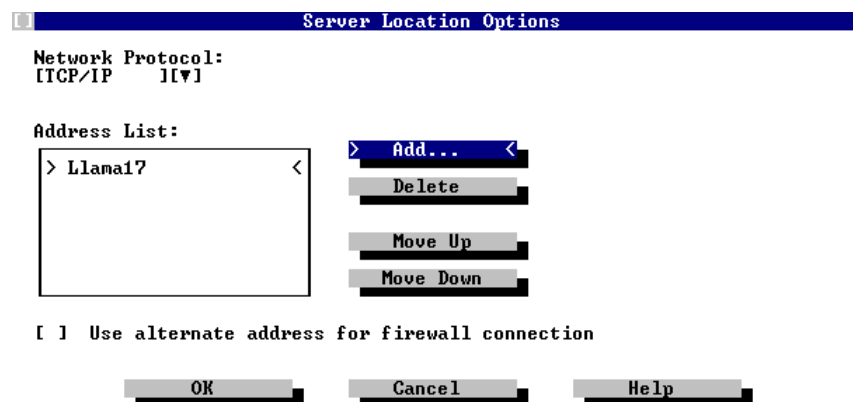 [ ] Server Location Options
Network Protocol:
[TCP/IP ][▼]
Address List:
> Llama17 <
> Add... <
Delete
Move Up
Move Down
[ ] Use alternate address for firewall connection
OK Cancel Help